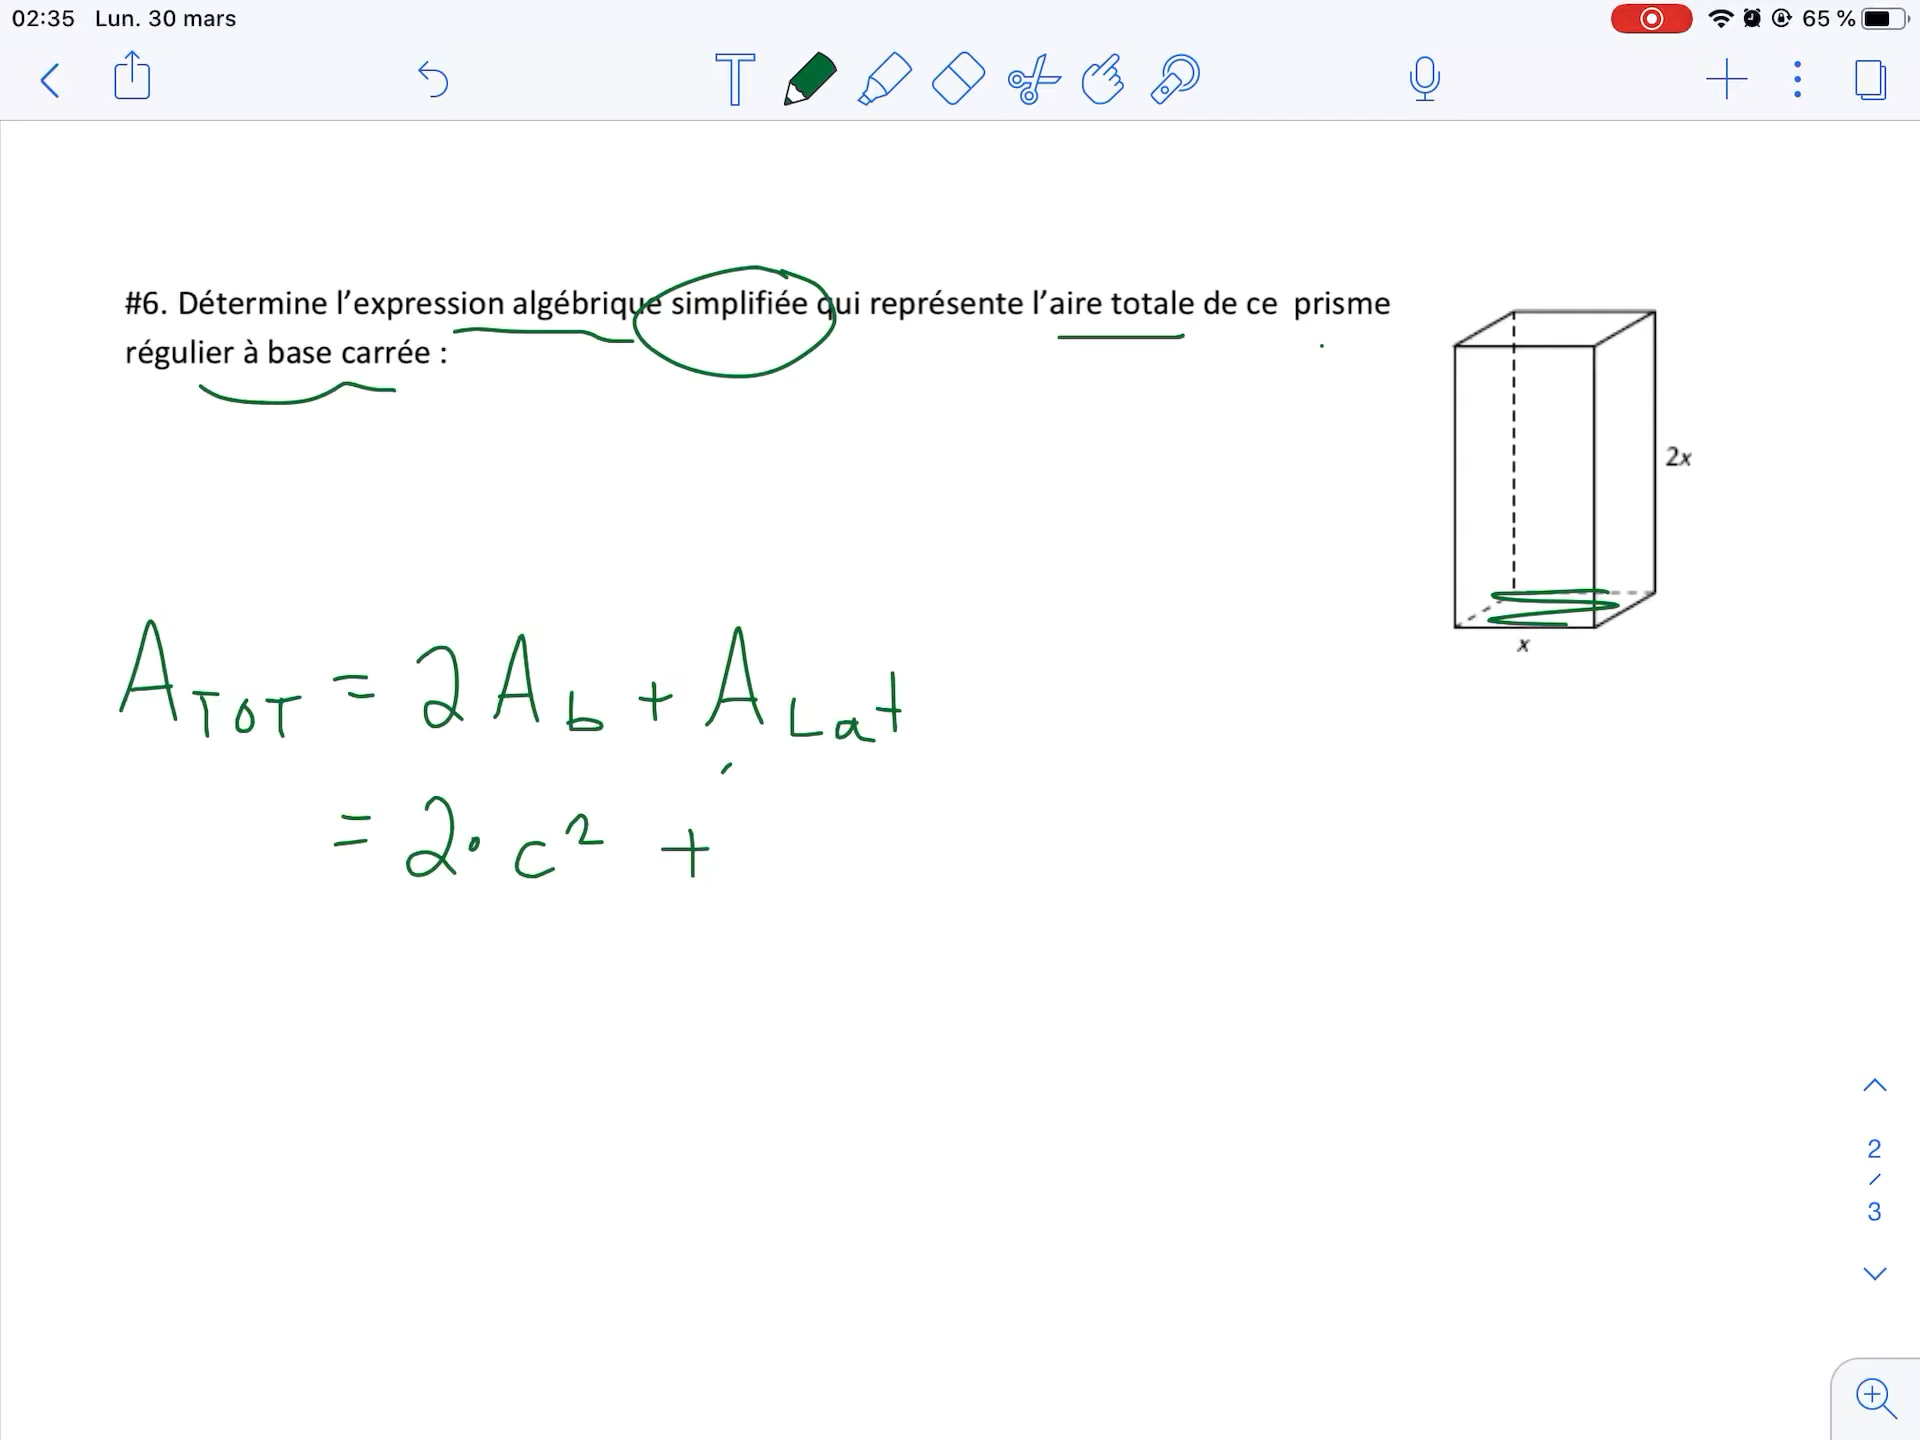 02:35 Lun. 30 mars 65 %
#6. Détermine l'expression algébrique simplifiée qui représente l'aire totale de ce prisme
régulier à base carrée :
2x
x
A TOT = 2 A b + A Lat
= 2 • c² +
2
/
3